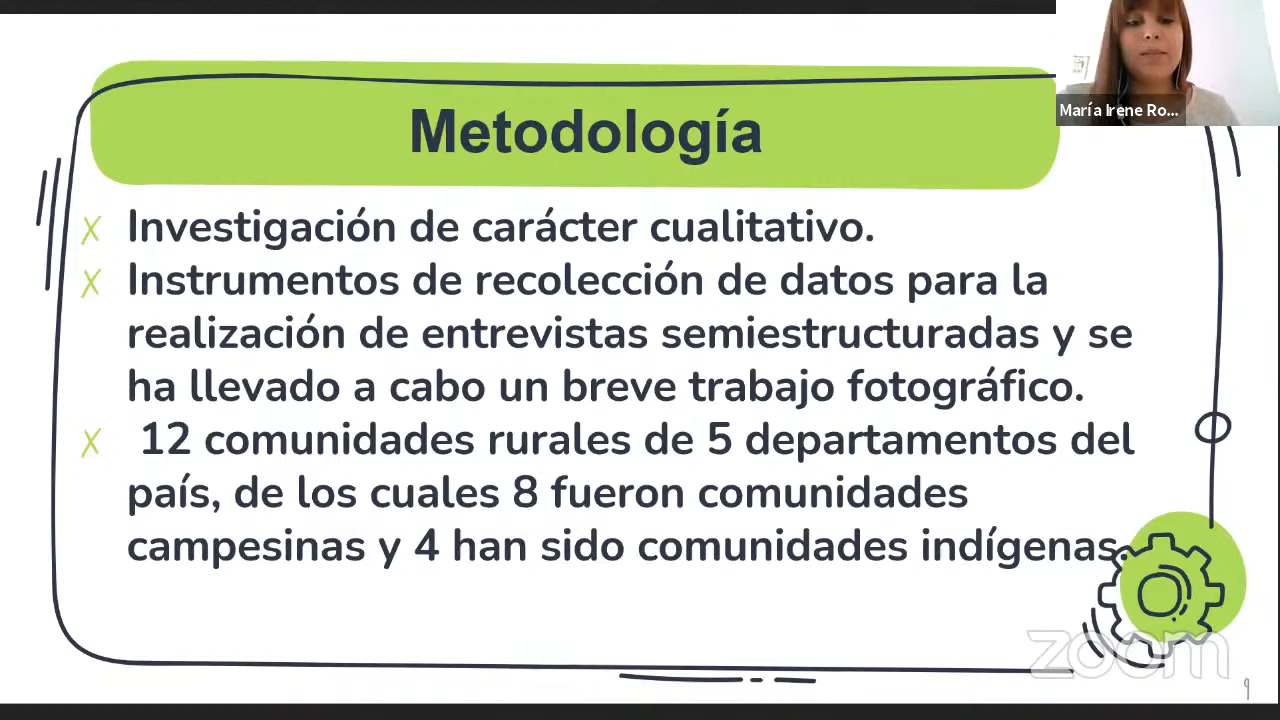 Metodología
María Irene Ro...
x Investigación de carácter cualitativo.
x Instrumentos de recolección de datos para la
realización de entrevistas semiestructuradas y se
ha llevado a cabo un breve trabajo fotográfico.
x 12 comunidades rurales de 5 departamentos del
país, de los cuales 8 fueron comunidades
campesinas y 4 han sido comunidades indígenas.
zoom
9